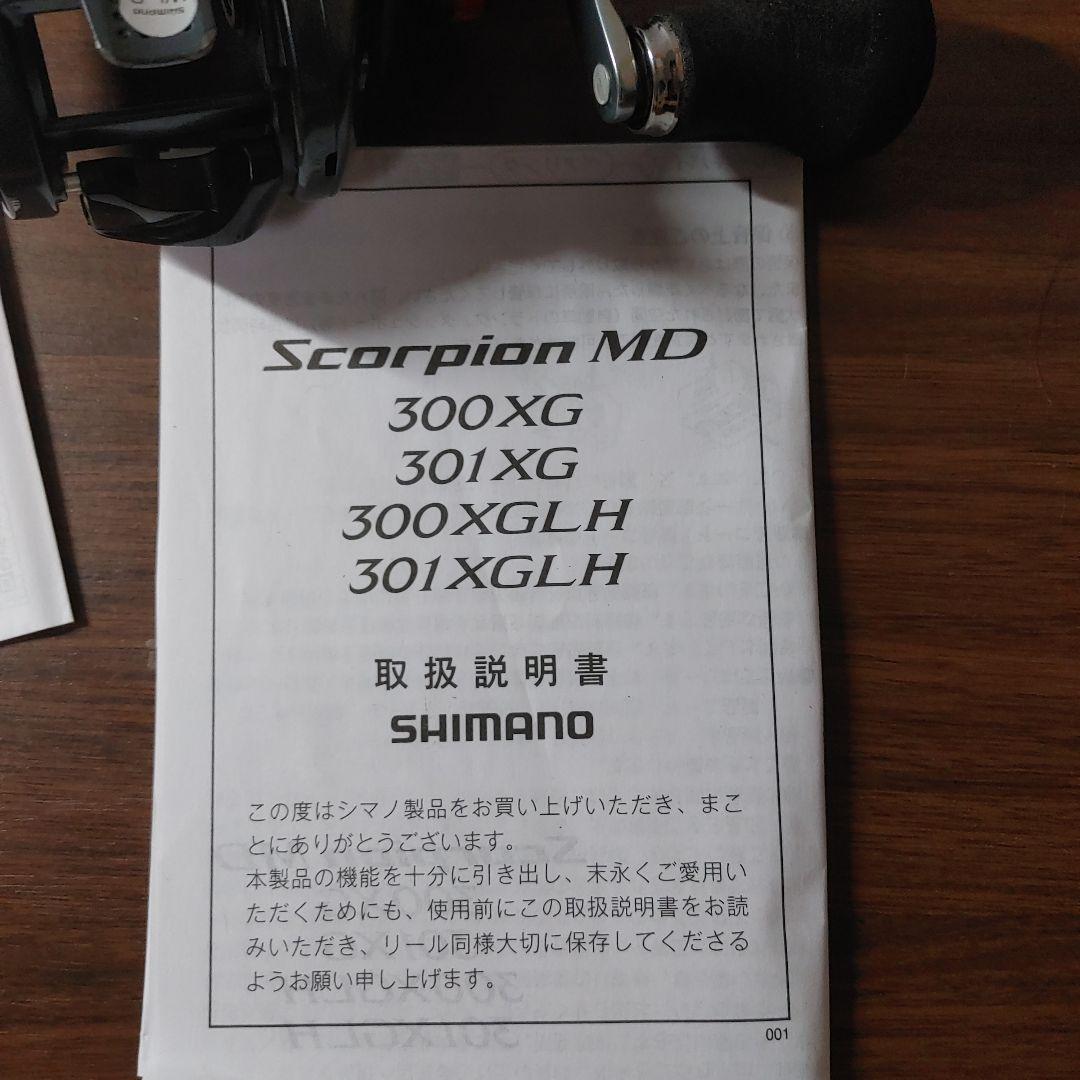 SHIMANO
Scorpion MD
300XG
301XG
300XGLH
301XGLH
取扱説明書
SHIMANO
この度はシマノ製品をお買い上げいただき、まこ
とにありがとうございます。
本製品の機能を十分に引き出し、末永くご愛用い
ただくためにも、使用前にこの取扱説明書をお読
みいただき、リール同様大切に保存してくださる
ようお願い申し上げます。
001